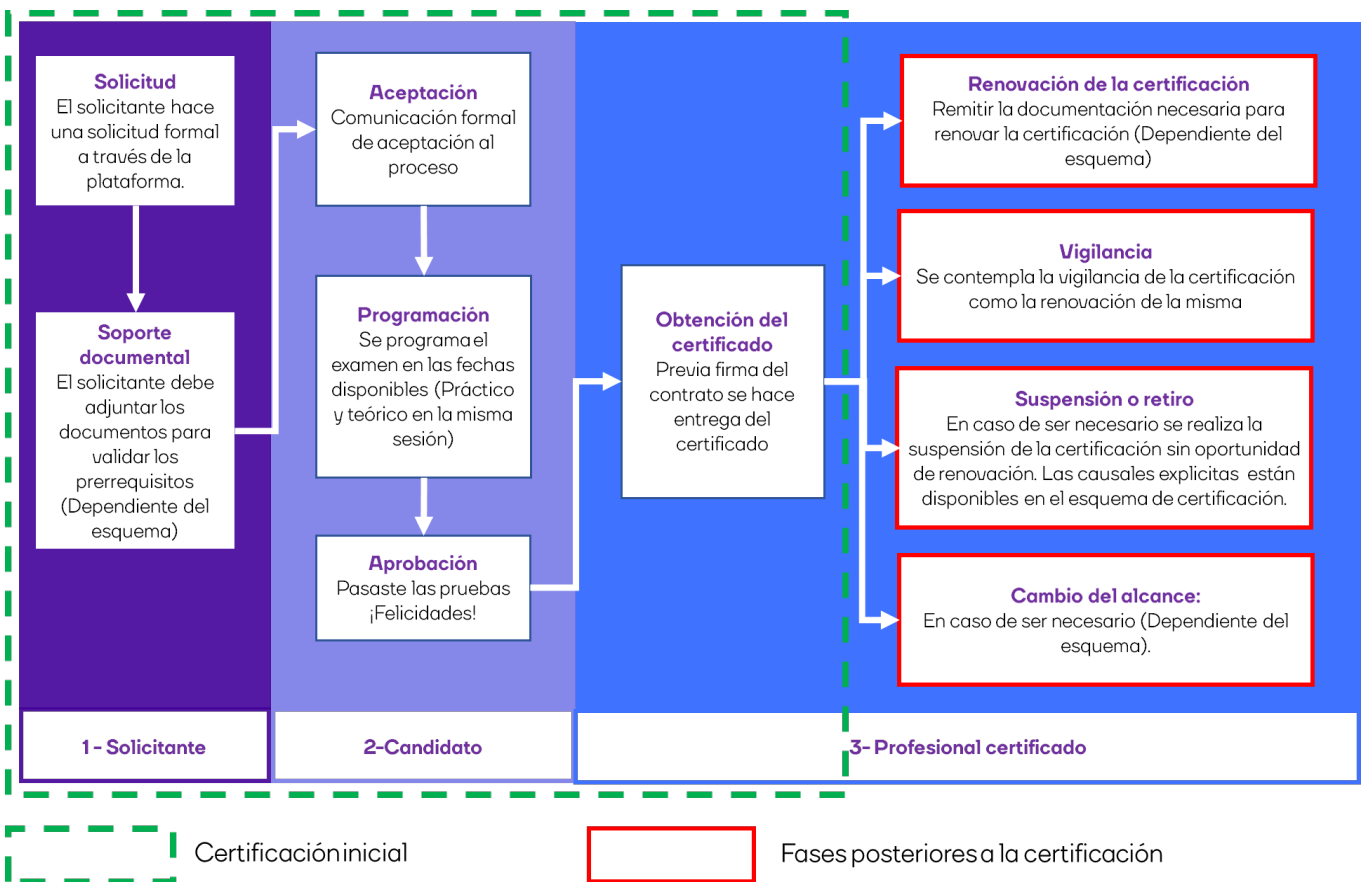 Solicitud
El solicitante hace
una solicitud formal
a través de la
plataforma.
Soporte
documental
El solicitante debe
adjuntar los
documentos para
validar los
prerrequisitos
(Dependiente del
esquema)
1 - Solicitante
Aceptación
Comunicación formal
de aceptación al
proceso
Programación
Se programa el
examen en las fechas
disponibles (Práctico
y teórico en la misma
sesión)
Aprobación
Pasaste las pruebas
¡Felicidades!
2-Candidato
Obtención del
certificado
Previa firma del
contrato se hace
entrega del
certificado
Renovación de la certificación
Remitir la documentación necesaria para
renovar la certificación (Dependiente del
esquema)
Vigilancia
Se contempla la vigilancia de la certificación
como la renovación de la misma
Suspensión o retiro
En caso de ser necesario se realiza la
suspensión de la certificación sin oportunidad
de renovación. Las causales explicitas están
disponibles en el esquema de certificación.
Cambio del alcance:
En caso de ser necesario (Dependiente del
esquema).
3- Profesional certificado
Certificación inicial
Fases posteriores a la certificación